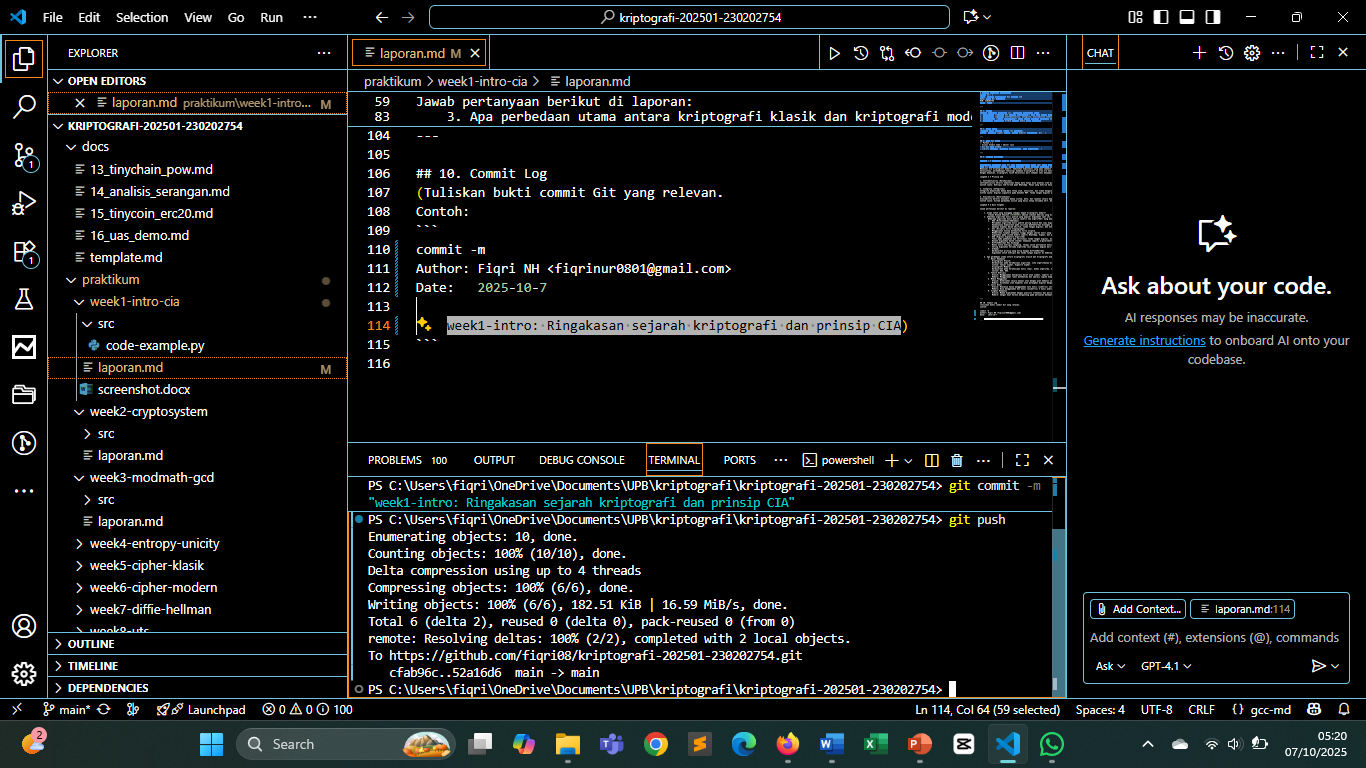 File Edit Selection View Go Run ···
kriptografi-202501-230202754
EXPLORER ···
OPEN EDITORS
laporan.md praktikum\week1-intro... M
KRIPTOGRAFI-202501-230202754
docs
13_tinychain_pow.md
14_analisis_serangan.md
15_tinycoin_erc20.md
16_uas_demo.md
template.md
praktikum
week1-intro-cia
src
code-example.py
laporan.md M
screenshot.docx
week2-cryptosystem
src
laporan.md
week3-modmath-gcd
src
laporan.md
week4-entropy-unicity
week5-cipher-klasik
week6-cipher-modern
week7-diffie-hellman
week8-uts
OUTLINE
TIMELINE
DEPENDENCIES
1
1
laporan.md M
praktikum > week1-intro-cia > laporan.md
59 Jawab pertanyaan berikut di laporan:
83 3. Apa perbedaan utama antara kriptografi klasik dan kriptografi mode
104 ---
105
106 ## 10. Commit Log
107 (Tuliskan bukti commit Git yang relevan.
108 Contoh:
109 ```
110 commit -m
111 Author: Fiqri NH <fiqrinur0801@gmail.com>
112 Date:   2025-10-7
113
114 week1-intro: Ringakasan sejarah kriptografi dan prinsip CIA)
115 ```
116
PROBLEMS 100 OUTPUT DEBUG CONSOLE TERMINAL PORTS ··· powershell
PS C:\Users\fiqri\OneDrive\Documents\UPB\kriptografi\kriptografi-202501-230202754> git commit -m
"week1-intro: Ringakasan sejarah kriptografi dan prinsip CIA"
PS C:\Users\fiqri\OneDrive\Documents\UPB\kriptografi\kriptografi-202501-230202754> git push
Enumerating objects: 10, done.
Counting objects: 100% (10/10), done.
Delta compression using up to 4 threads
Compressing objects: 100% (6/6), done.
Writing objects: 100% (6/6), 182.51 KiB | 16.59 MiB/s, done.
Total 6 (delta 2), reused 0 (delta 0), pack-reused 0 (from 0)
remote: Resolving deltas: 100% (2/2), completed with 2 local objects.
To https://github.com/fiqri08/kriptografi-202501-230202754.git
cfab96c..52a16d6  main -> main
PS C:\Users\fiqri\OneDrive\Documents\UPB\kriptografi\kriptografi-202501-230202754>
CHAT
Ask about your code.
AI responses may be inaccurate.
Generate instructions to onboard AI onto your
codebase.
Add Context... laporan.md:114
Add context (#), extensions (@), commands
Ask GPT-4.1
main* Launchpad 0 0 100
Ln 114, Col 64 (59 selected) Spaces: 4 UTF-8 CRLF {} gcc-md
2
Search
05:20
07/10/2025